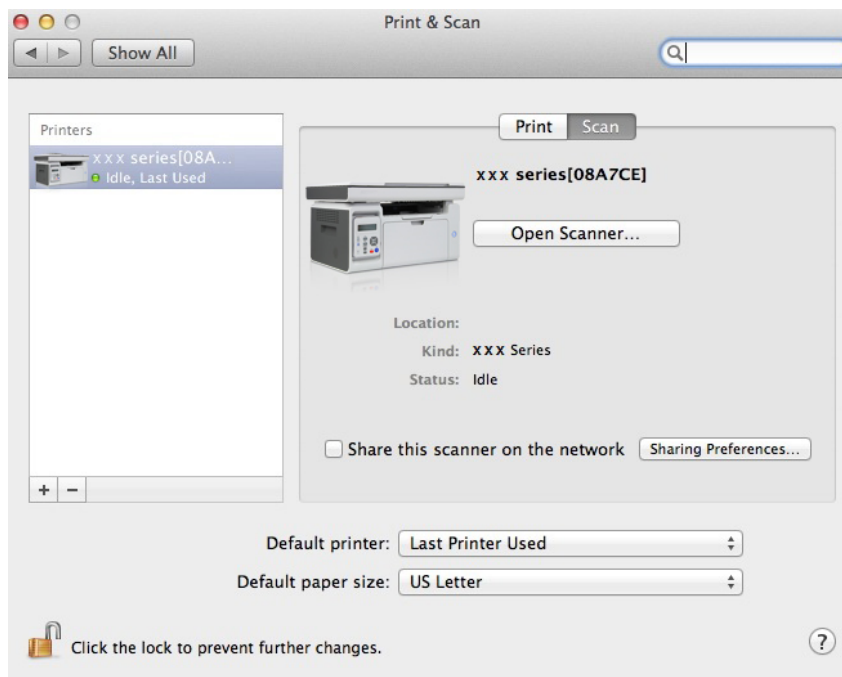 Print & Scan
Show All
Printers
xxx series[08A...
Idle, Last Used
Print Scan
xxx series[08A7CE]
Open Scanner...
Location:
Kind: xxx Series
Status: Idle
Share this scanner on the network Sharing Preferences...
+ −
Default printer: Last Printer Used
Default paper size: US Letter
Click the lock to prevent further changes.
?